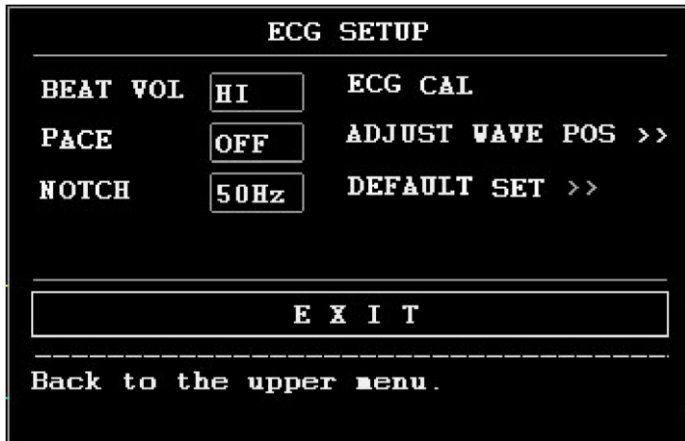 ECG SETUP
BEAT VOL HI ECG CAL
PACE OFF ADJUST WAVE POS >>
NOTCH 50Hz DEFAULT SET >>
E X I T
Back to the upper menu.